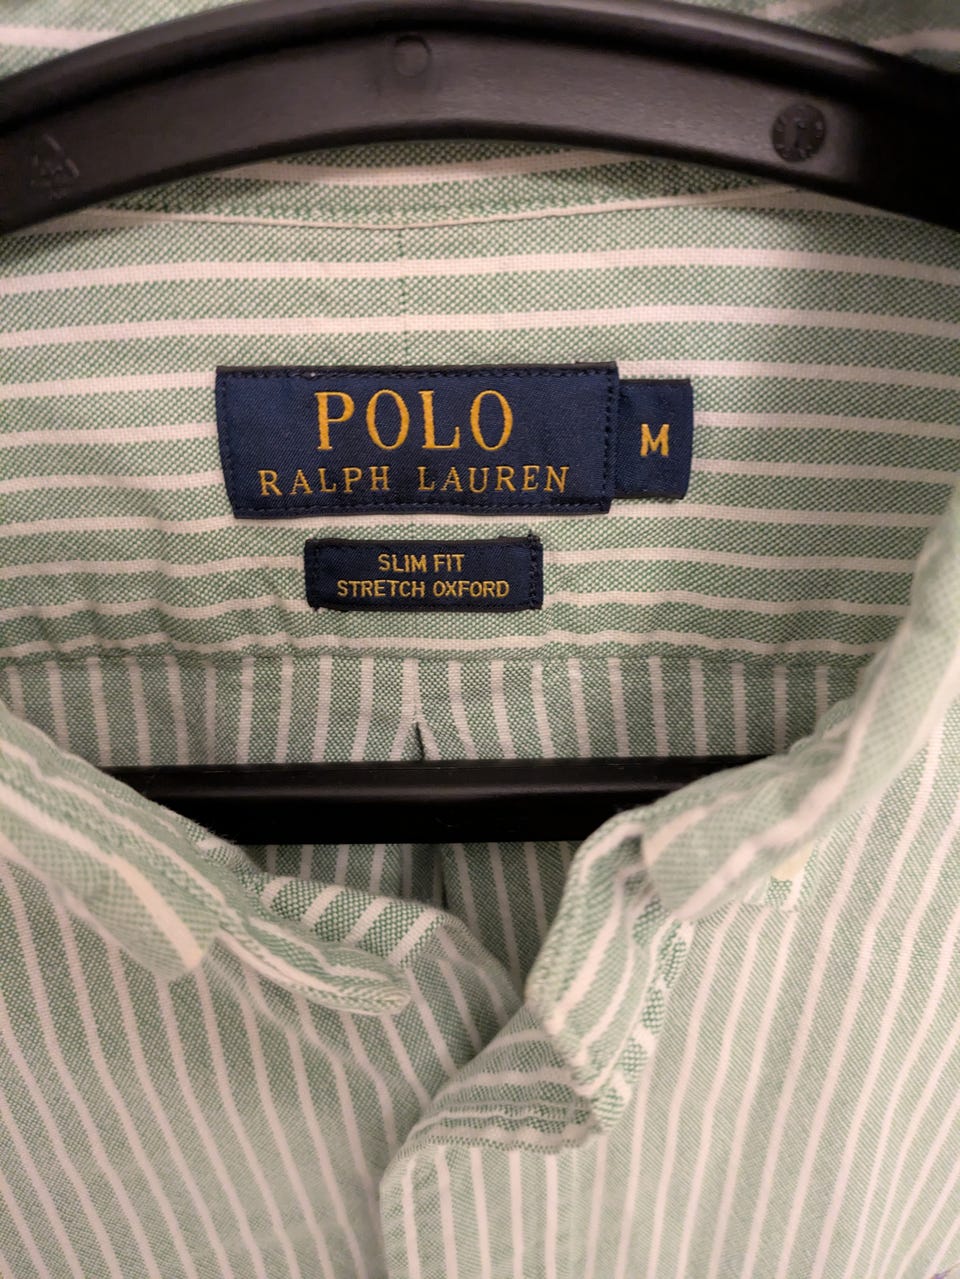 POLO
RALPH LAUREN
M
SLIM FIT
STRETCH OXFORD